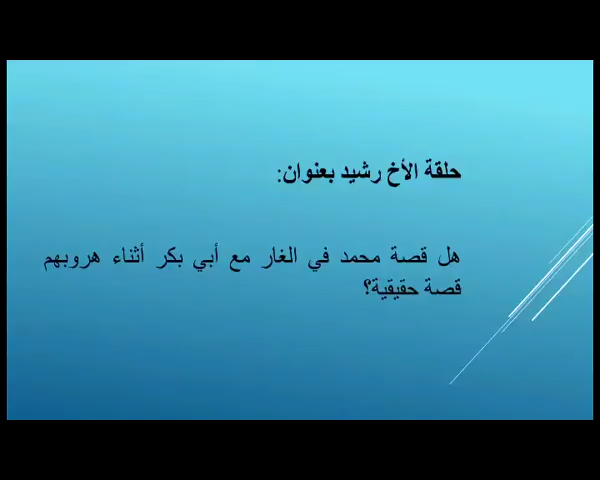 حلقة الأخ رشيد بعنوان:
هل قصة محمد في الغار مع أبي بكر أثناء هروبهم
قصة حقيقية؟